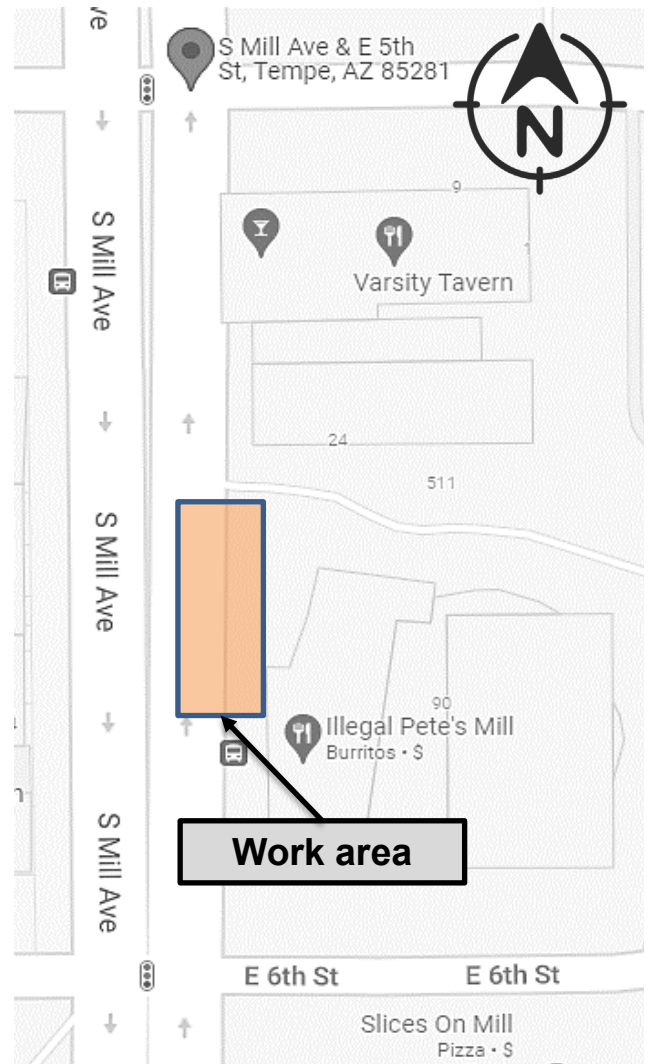 S Mill Ave & E 5th
St, Tempe, AZ 85281
N
9
S Mill Ave
Varsity Tavern
24
511
S Mill Ave
90
Illegal Pete's Mill
Burritos • $
Work area
S Mill Ave
E 6th St
E 6th St
Slices On Mill
Pizza • $